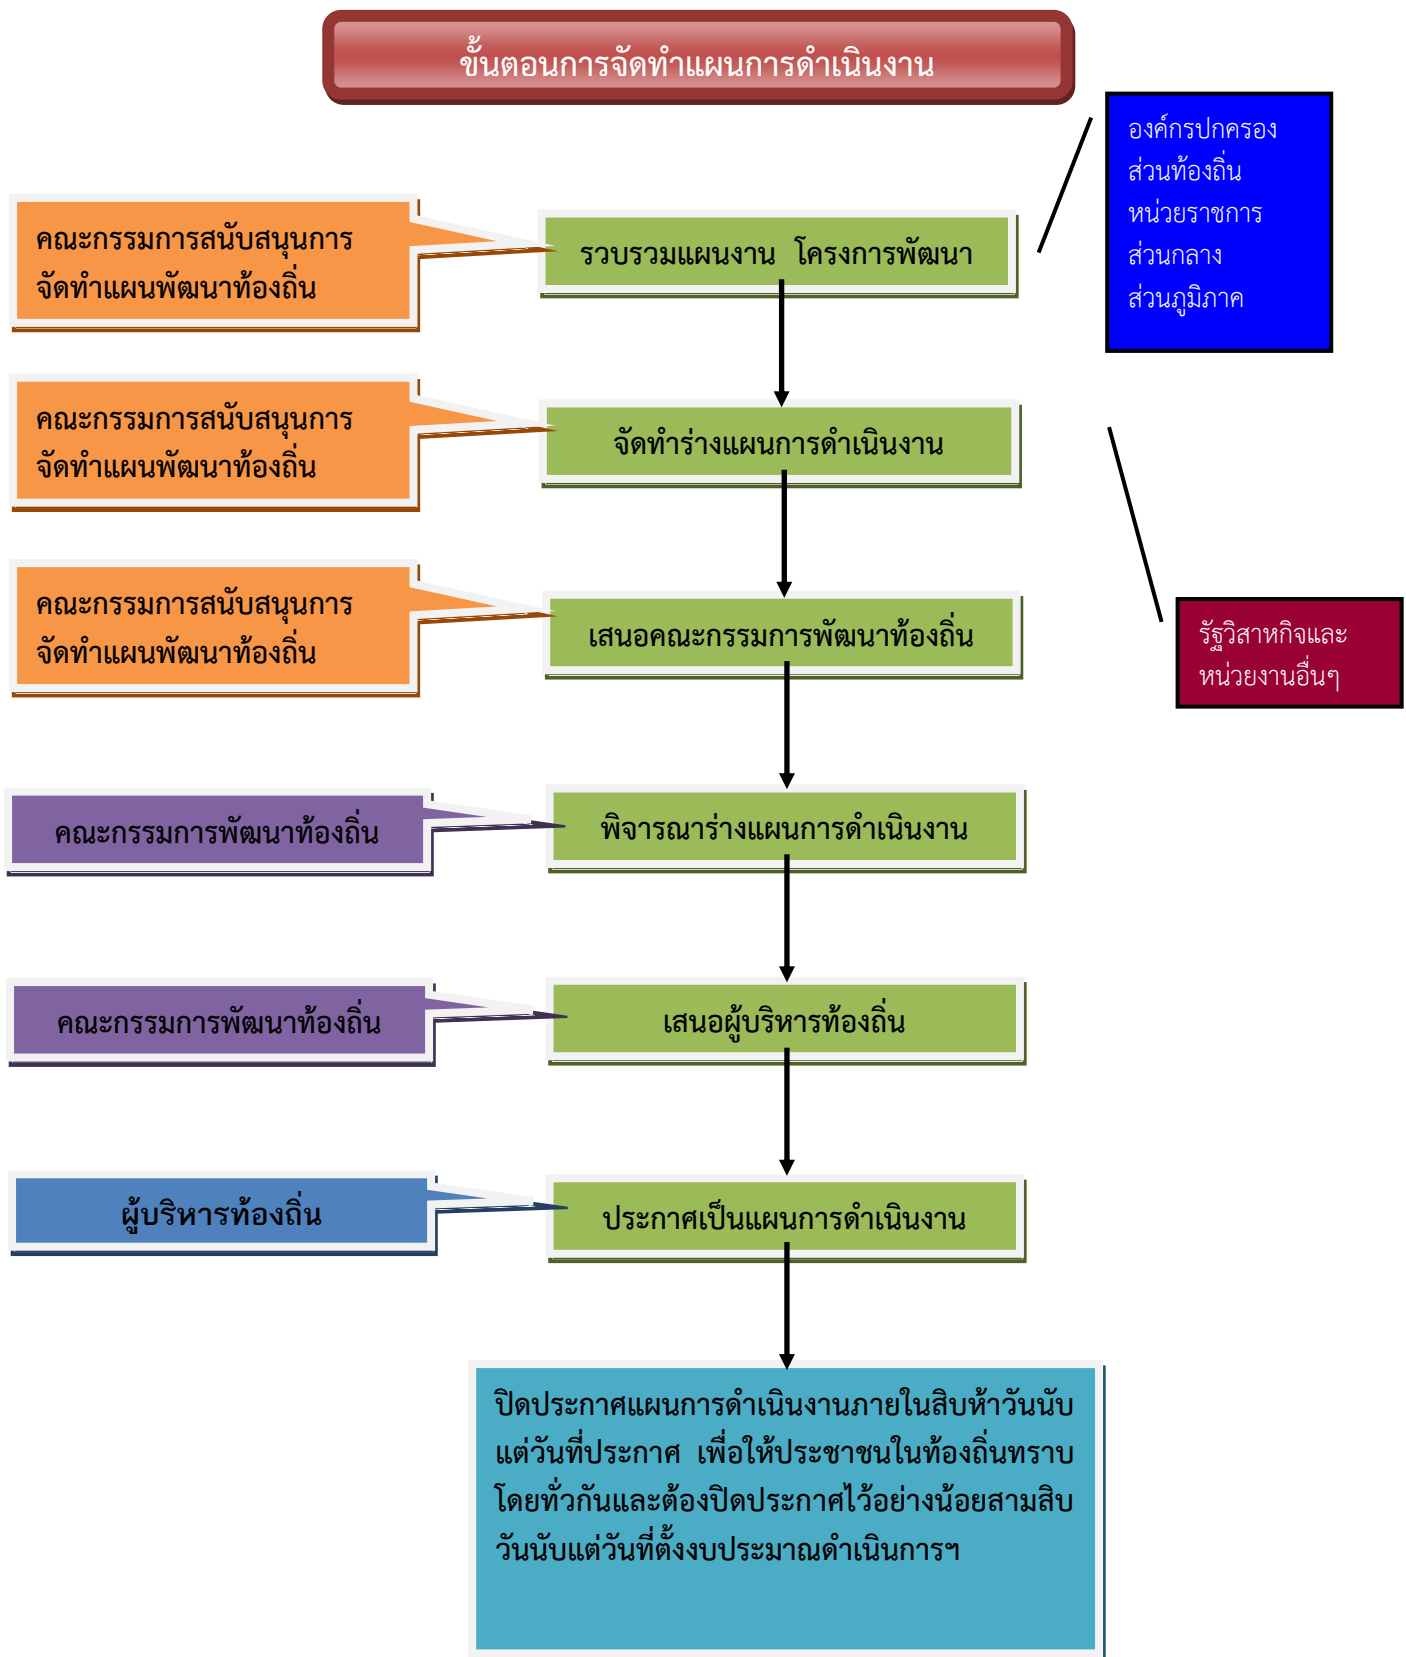 ขั้นตอนการจัดทำแผนการดำเนินงาน
องค์กรปกครอง
ส่วนท้องถิ่น
หน่วยราชการ
ส่วนกลาง
ส่วนภูมิภาค
คณะกรรมการสนับสนุนการ
จัดทำแผนพัฒนาท้องถิ่น
รวบรวมแผนงาน โครงการพัฒนา
คณะกรรมการสนับสนุนการ
จัดทำแผนพัฒนาท้องถิ่น
จัดทำร่างแผนการดำเนินงาน
คณะกรรมการสนับสนุนการ
จัดทำแผนพัฒนาท้องถิ่น
เสนอคณะกรรมการพัฒนาท้องถิ่น
รัฐวิสาหกิจและ
หน่วยงานอื่นๆ
คณะกรรมการพัฒนาท้องถิ่น
พิจารณาร่างแผนการดำเนินงาน
คณะกรรมการพัฒนาท้องถิ่น
เสนอผู้บริหารท้องถิ่น
ผู้บริหารท้องถิ่น
ประกาศเป็นแผนการดำเนินงาน
ปิดประกาศแผนการดำเนินงานภายในสิบห้าวันนับ
แต่วันที่ประกาศ เพื่อให้ประชาชนในท้องถิ่นทราบ
โดยทั่วกันและต้องปิดประกาศไว้อย่างน้อยสามสิบ
วันนับแต่วันที่ตั้งงบประมาณดำเนินการฯ